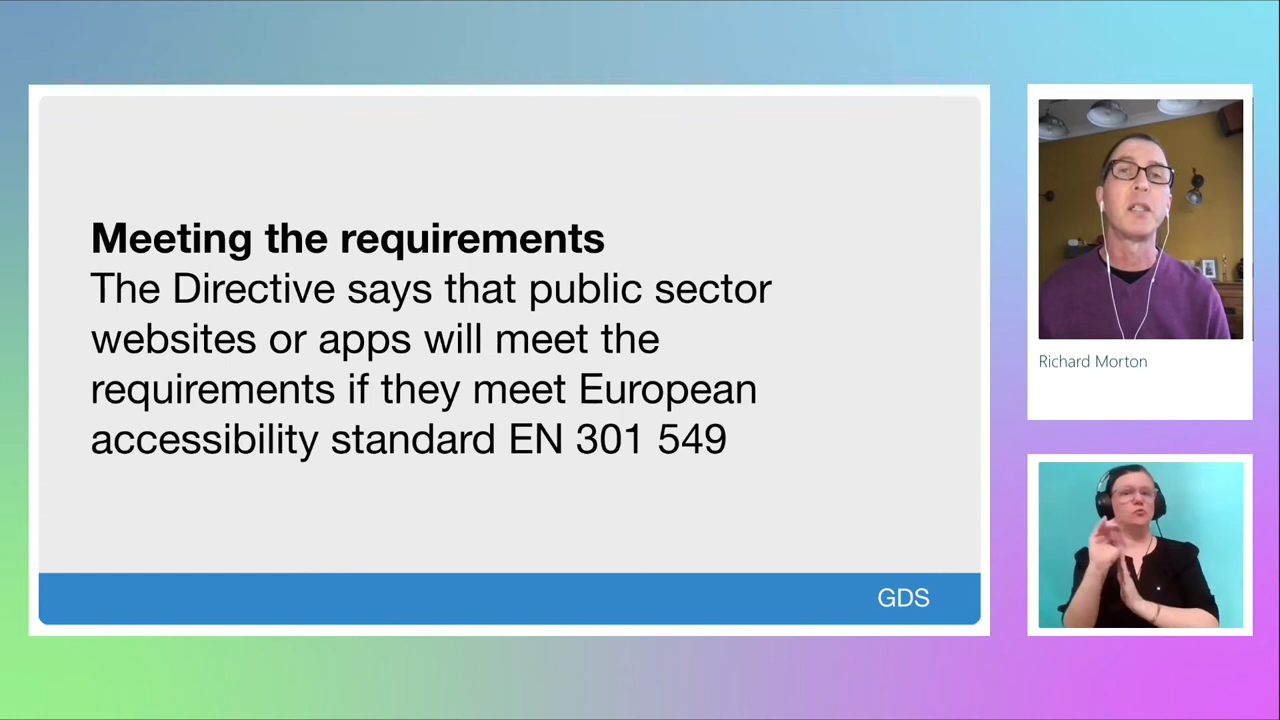 Meeting the requirements
The Directive says that public sector
websites or apps will meet the
requirements if they meet European
accessibility standard EN 301 549
GDS
Richard Morton